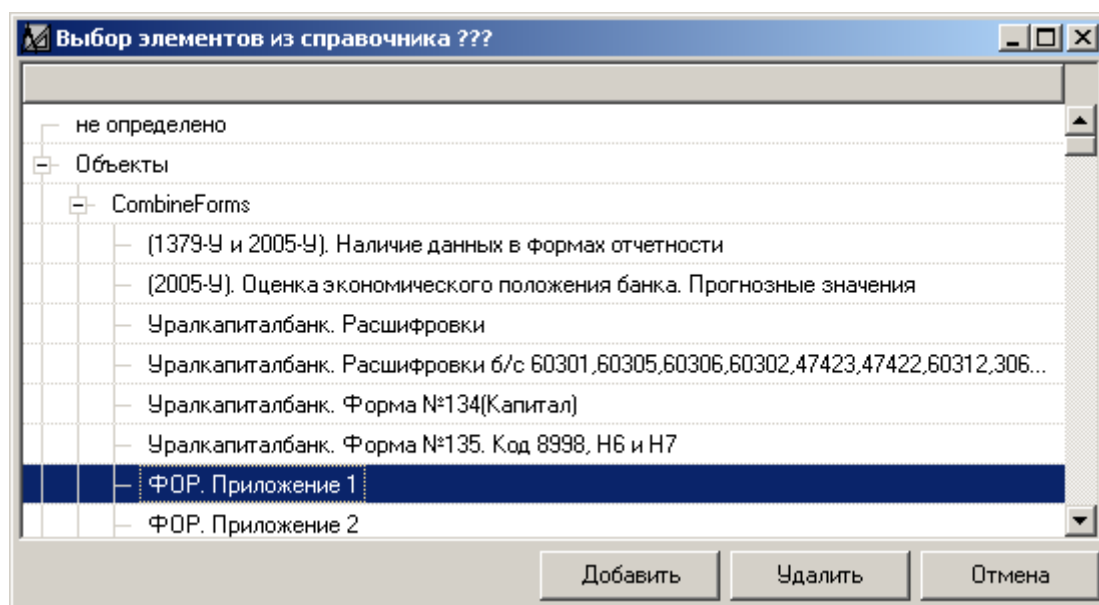 Выбор элементов из справочника ???
не определено
Объекты
CombineForms
(1379-У и 2005-У). Наличие данных в формах отчетности
(2005-У). Оценка экономического положения банка. Прогнозные значения
Уралкапиталбанк. Расшифровки
Уралкапиталбанк. Расшифровки б/с 60301,60305,60306,60302,47423,47422,60312,306...
Уралкапиталбанк. Форма №134(Капитал)
Уралкапиталбанк. Форма №135. Код 8998, Н6 и Н7
ФОР. Приложение 1
ФОР. Приложение 2
Добавить Удалить Отмена